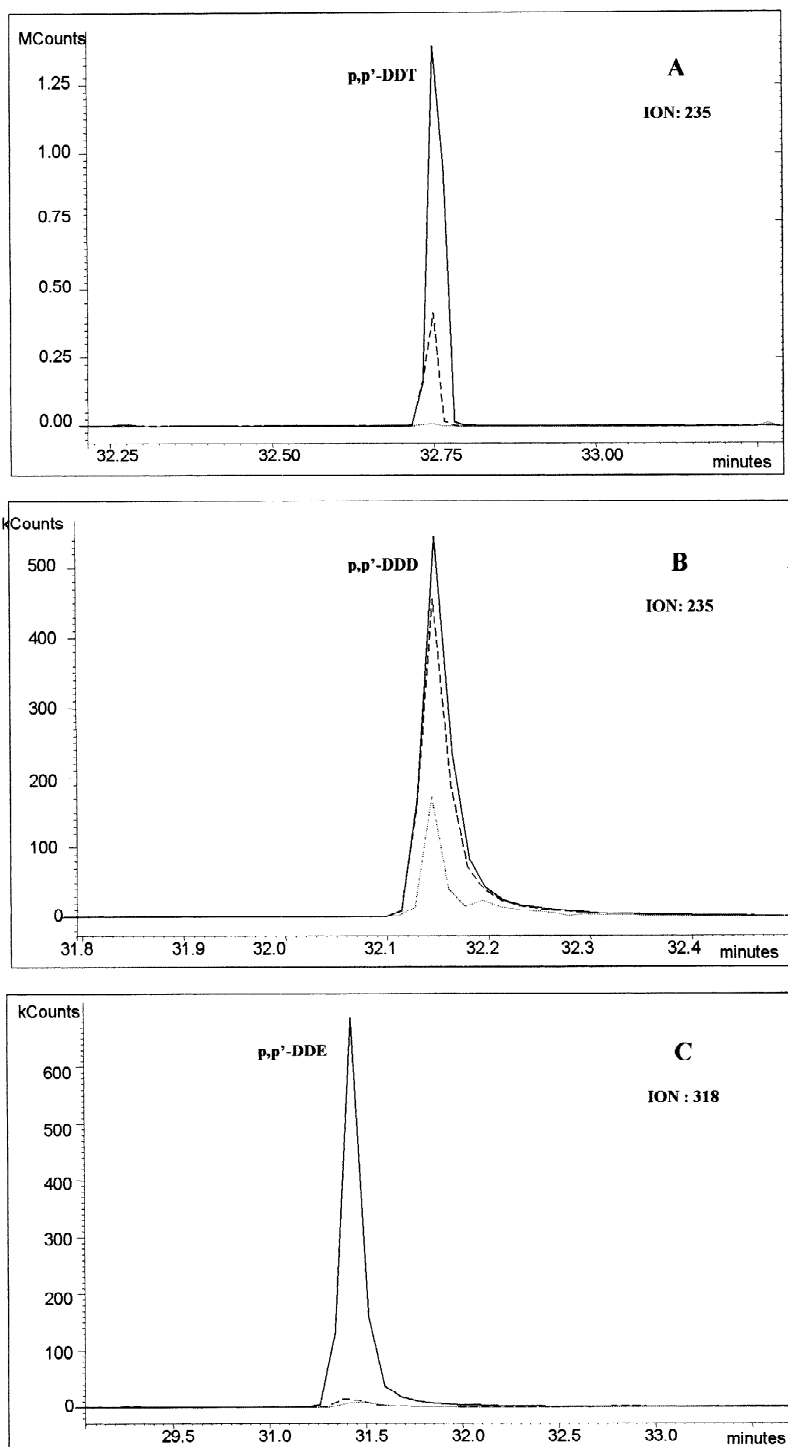 MCounts
p,p'-DDT
A
ION: 235
1.25
1.00
0.75
0.50
0.25
0.00
32.25 32.50 32.75 33.00 minutes
kCounts
p,p'-DDD
B
ION: 235
500
400
300
200
100
0
31.8 31.9 32.0 32.1 32.2 32.3 32.4 minutes
kCounts
p,p'-DDE
C
ION : 318
600
500
400
300
200
100
0
29.5 31.0 31.5 32.0 32.5 33.0 minutes